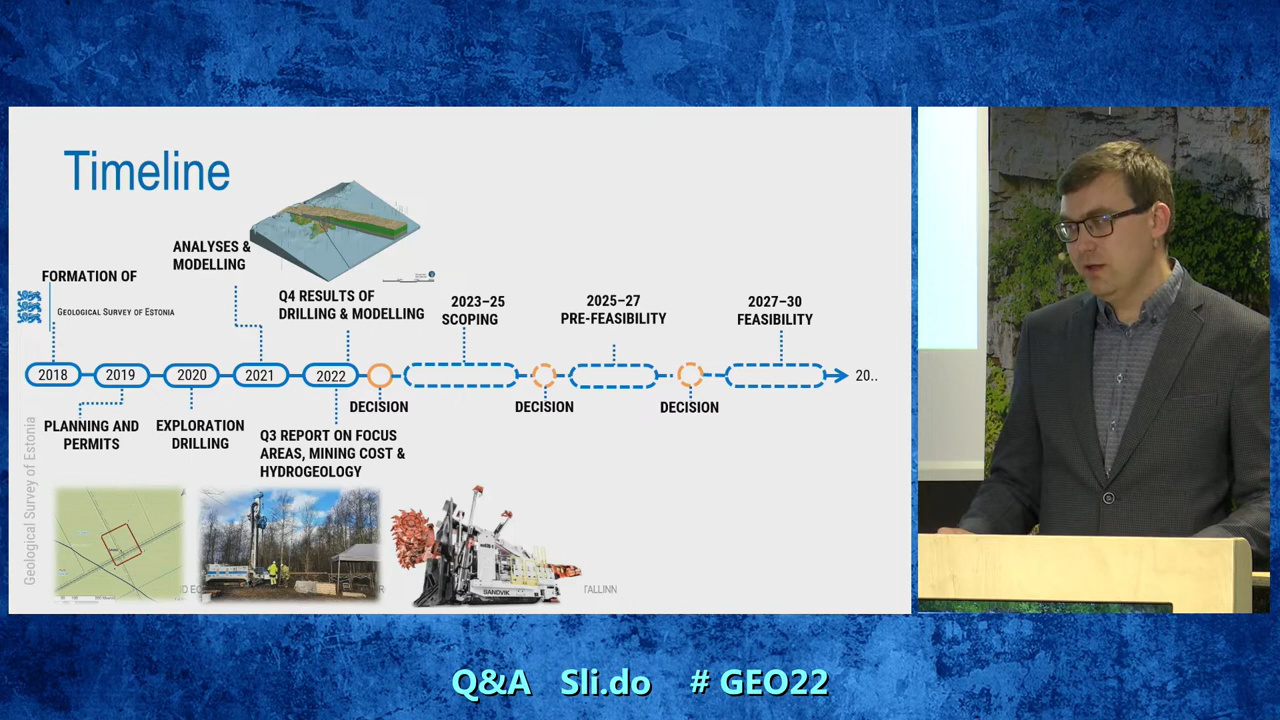 Timeline
ANALYSES &
MODELLING
FORMATION OF
GEOLOGICAL SURVEY OF ESTONIA
Q4 RESULTS OF
DRILLING & MODELLING
2023–25
SCOPING
2025–27
PRE-FEASIBILITY
2027–30
FEASIBILITY
2018
2019
2020
2021
2022
20..
DECISION
DECISION
DECISION
PLANNING AND
PERMITS
EXPLORATION
DRILLING
Q3 REPORT ON FOCUS
AREAS, MINING COST &
HYDROGEOLOGY
Geological Survey of Estonia
SANDVIK
TALLINN
Q&A Sli.do # GEO22